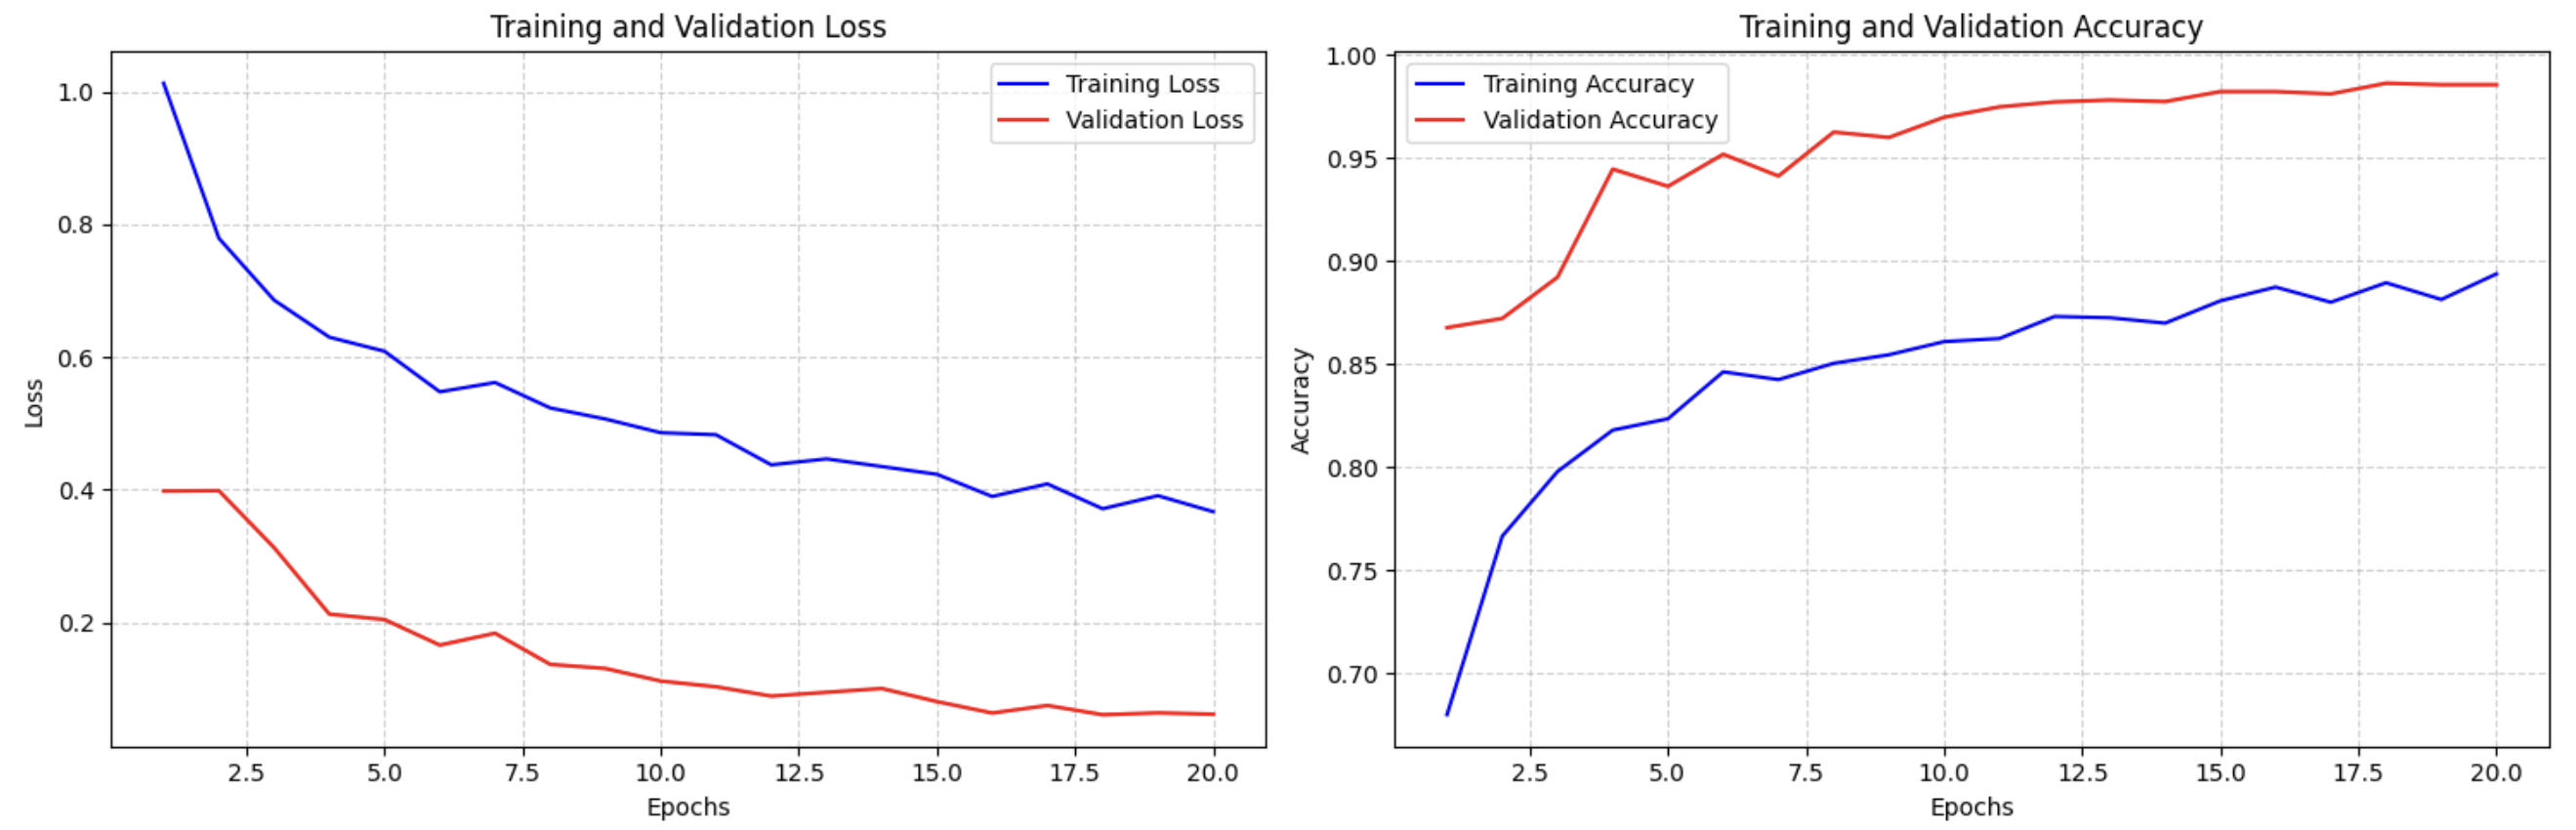 Training and Validation Loss
1.0
0.8
0.6
0.4
0.2
Loss
Training Loss
Validation Loss
2.5 5.0 7.5 10.0 12.5 15.0 17.5 20.0
Epochs
Training and Validation Accuracy
1.00
0.95
0.90
0.85
0.80
0.75
0.70
Accuracy
Training Accuracy
Validation Accuracy
2.5 5.0 7.5 10.0 12.5 15.0 17.5 20.0
Epochs